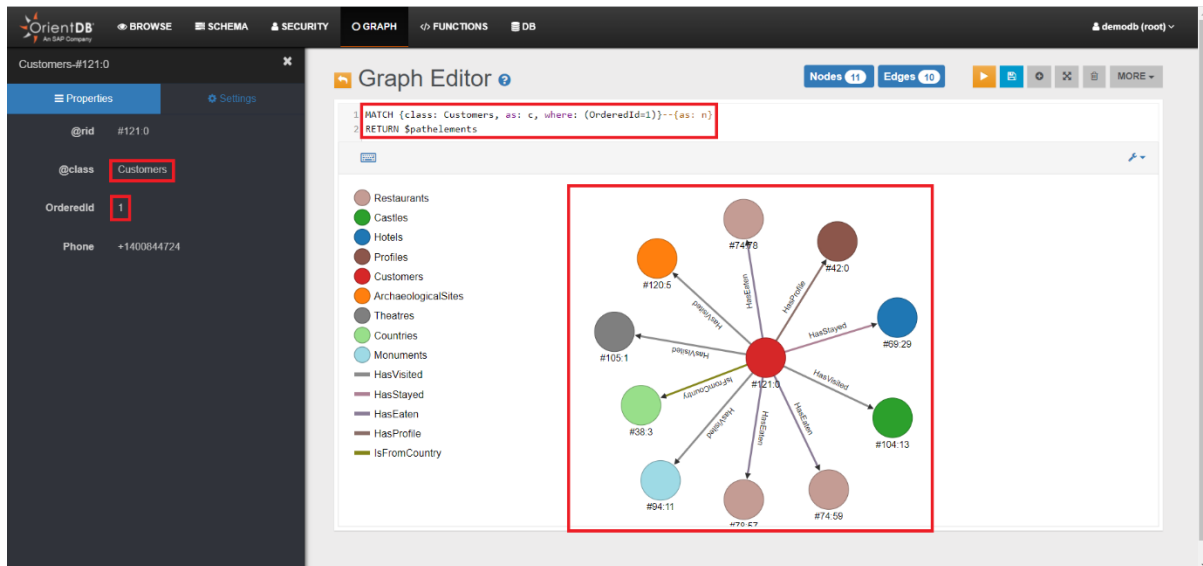 OrientDB
An SAP Company
BROWSE
SCHEMA
SECURITY
GRAPH
FUNCTIONS
DB
demodb (root)
Customers-#121:0
Properties
Settings
@rid #121:0
@class Customers
OrderedId 1
Phone +1400844724
Graph Editor
Nodes 11
Edges 10
MORE
1 MATCH {class: Customers, as: c, where: (OrderedId=1)}--{as: n}
2 RETURN $pathelements
Restaurants
Castles
Hotels
Profiles
Customers
ArchaeologicalSites
Theatres
Countries
Monuments
HasVisited
HasStayed
HasEaten
HasProfile
IsFromCountry
#74:78
#42:0
#120:5
HasEaten
HasProfile
HasVisited
HasStayed
#69:29
#105:1
HasVisited
#121:0
HasVisited
IsFromCountry
#38:3
HasVisited
HasEaten
HasEaten
#104:13
#94:11
#78:57
#74:59